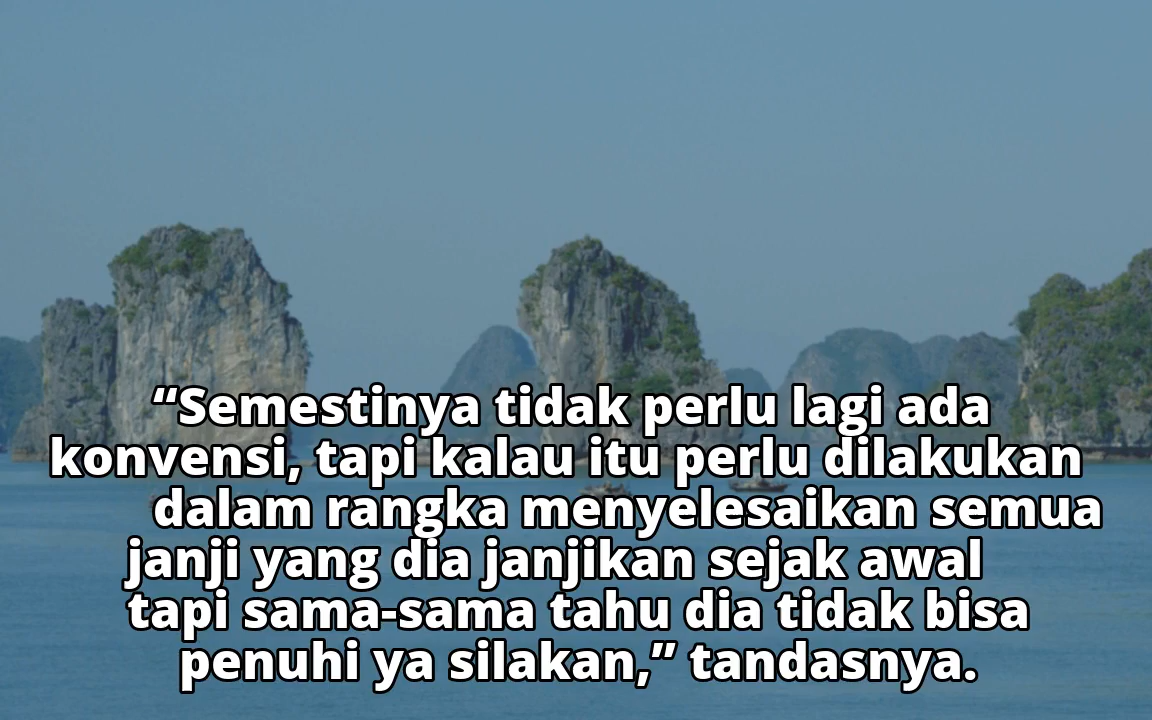 “Semestinya tidak perlu lagi ada
konvensi, tapi kalau itu perlu dilakukan
dalam rangka menyelesaikan semua
janji yang dia janjikan sejak awal
tapi sama-sama tahu dia tidak bisa
penuhi ya silakan,” tandasnya.